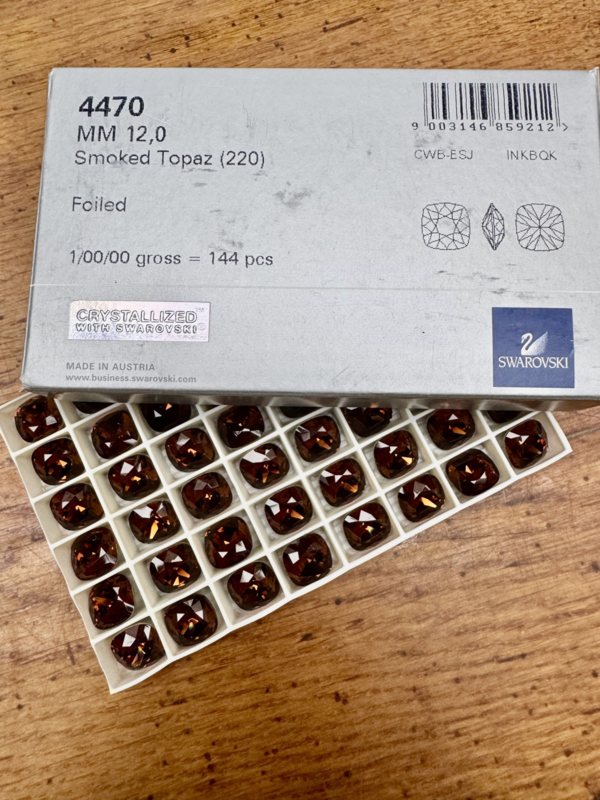 4470
MM 12,0
Smoked Topaz (220)
Foiled
1/00/00 gross = 144 pcs
CRYSTALLIZED™
WITH SWAROVSKI®
MADE IN AUSTRIA
www.business.swarovski.com
9 003146 859212 >
CWB-ESJ INKBQK
SWAROVSKI